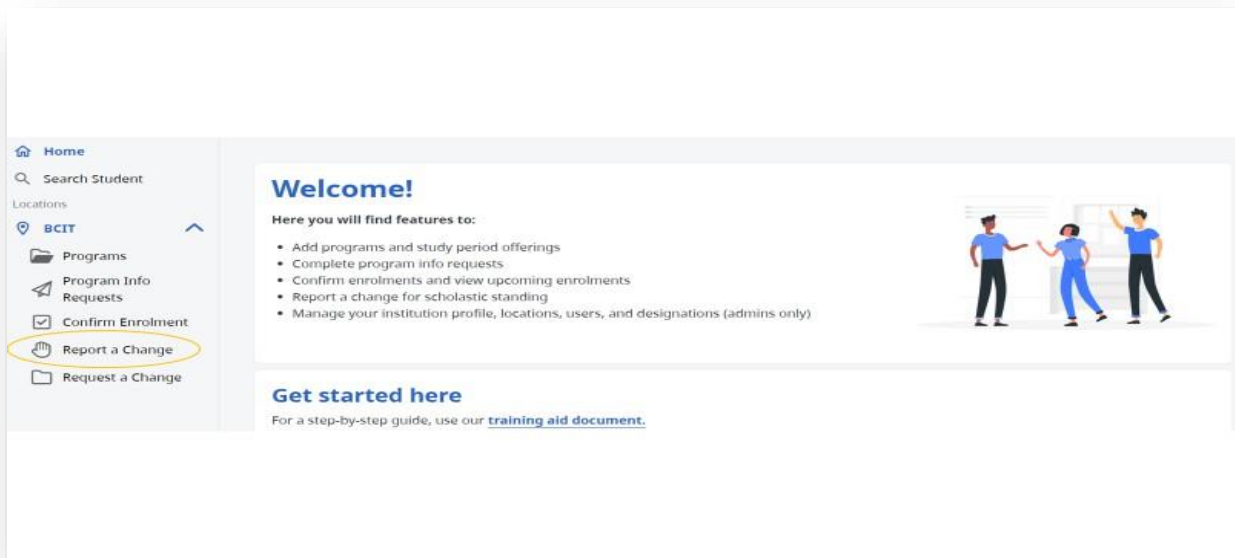 Home
Search Student
Locations
BCIT
Programs
Program Info
Requests
Confirm Enrolment
Report a Change
Request a Change
Welcome!
Here you will find features to:
• Add programs and study period offerings
• Complete program info requests
• Confirm enrolments and view upcoming enrolments
• Report a change for scholastic standing
• Manage your institution profile, locations, users, and designations (admins only)
Get started here
For a step-by-step guide, use our training aid document.